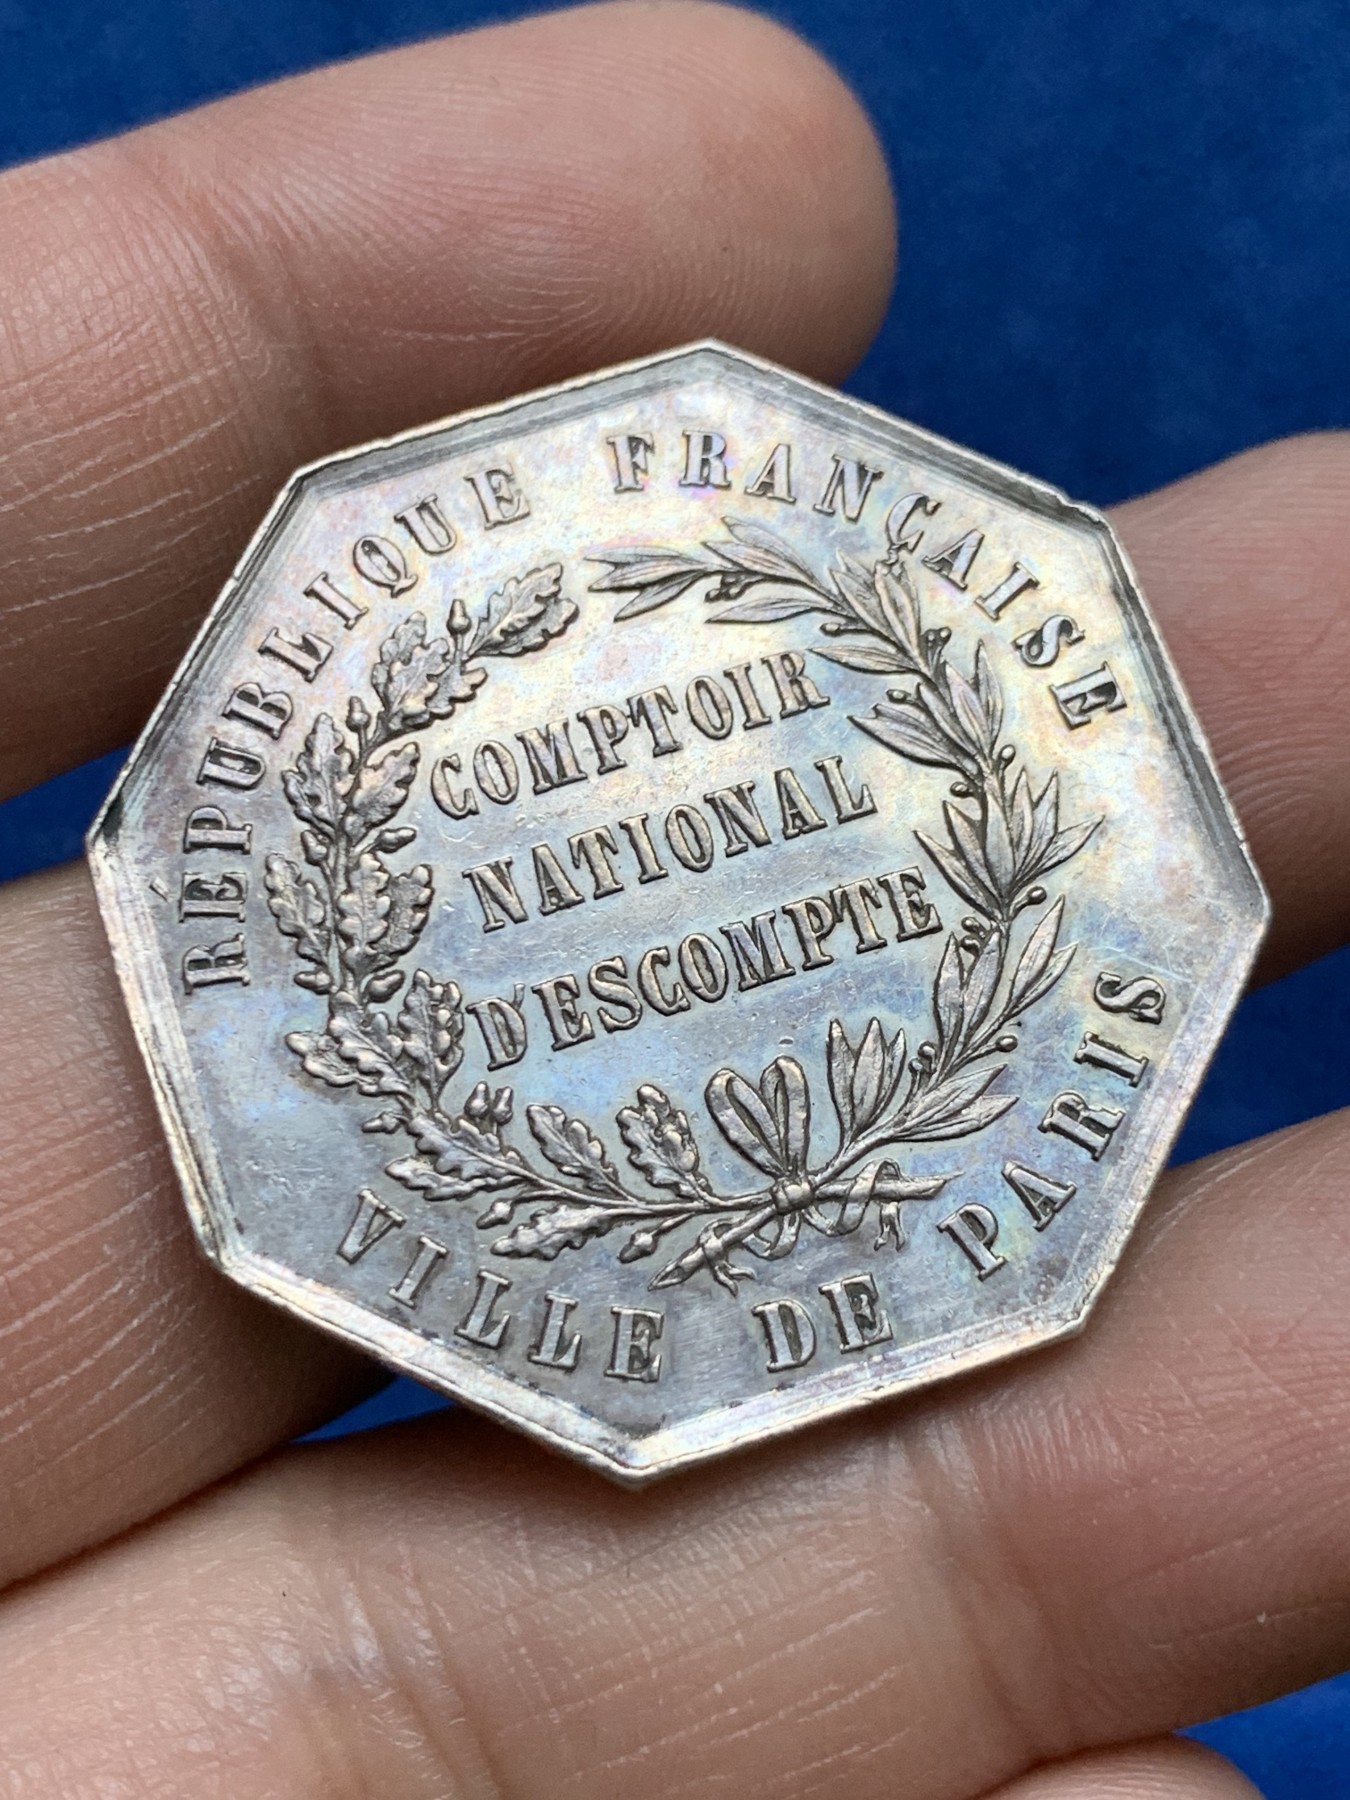 RÉPUBLIQUE FRANÇAISE
COMPTOIR
NATIONAL
D'ESCOMPTE
VILLE DE PARIS